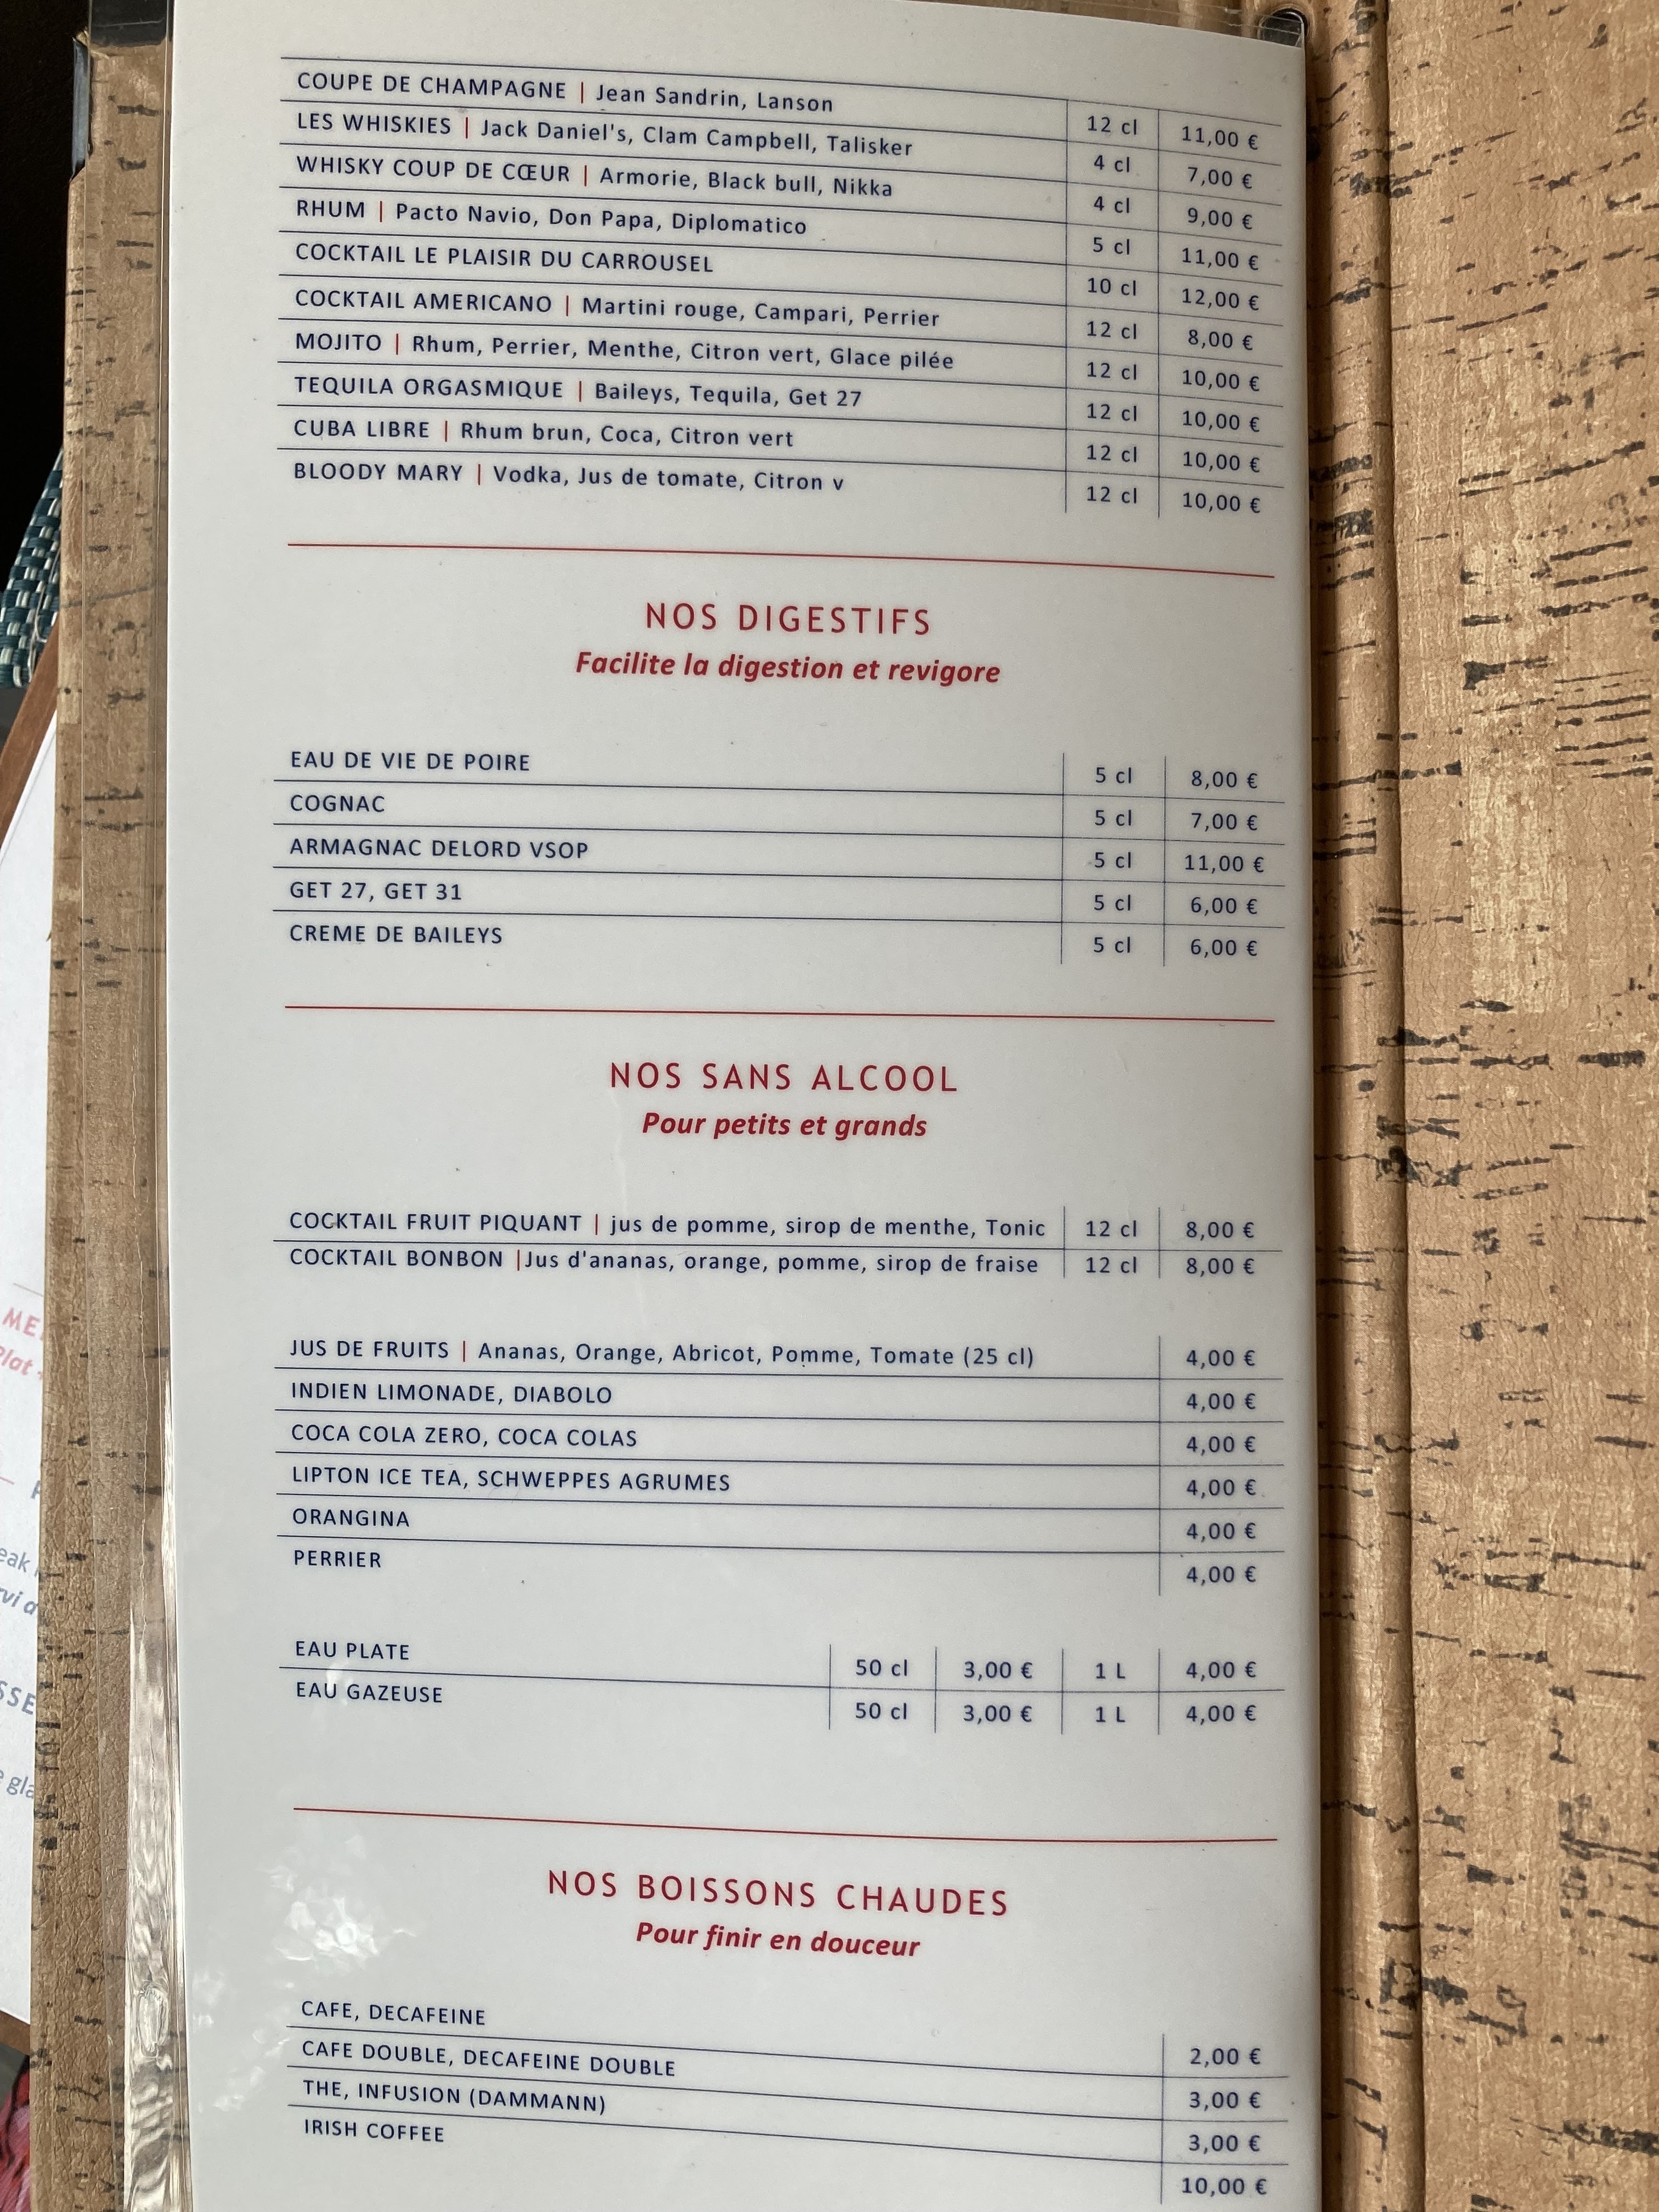 COUPE DE CHAMPAGNE | Jean Sandrin, Lanson 12 cl 11,00 €
LES WHISKIES | Jack Daniel's, Clam Campbell, Talisker 4 cl 7,00 €
WHISKY COUP DE CŒUR | Armorie, Black bull, Nikka 4 cl 9,00 €
RHUM | Pacto Navio, Don Papa, Diplomatico 5 cl 11,00 €
COCKTAIL LE PLAISIR DU CARROUSEL 10 cl 12,00 €
COCKTAIL AMERICANO | Martini rouge, Campari, Perrier 12 cl 8,00 €
MOJITO | Rhum, Perrier, Menthe, Citron vert, Glace pilée 12 cl 10,00 €
TEQUILA ORGASMIQUE | Baileys, Tequila, Get 27 12 cl 10,00 €
CUBA LIBRE | Rhum brun, Coca, Citron vert 12 cl 10,00 €
BLOODY MARY | Vodka, Jus de tomate, Citron v 12 cl 10,00 €
NOS DIGESTIFS
Facilite la digestion et revigore
EAU DE VIE DE POIRE 5 cl 8,00 €
COGNAC 5 cl 7,00 €
ARMAGNAC DELORD VSOP 5 cl 11,00 €
GET 27, GET 31 5 cl 6,00 €
CREME DE BAILEYS 5 cl 6,00 €
NOS SANS ALCOOL
Pour petits et grands
COCKTAIL FRUIT PIQUANT | jus de pomme, sirop de menthe, Tonic 12 cl 8,00 €
COCKTAIL BONBON |Jus d'ananas, orange, pomme, sirop de fraise 12 cl 8,00 €
JUS DE FRUITS | Ananas, Orange, Abricot, Pomme, Tomate (25 cl) 4,00 €
INDIEN LIMONADE, DIABOLO 4,00 €
COCA COLA ZERO, COCA COLAS 4,00 €
LIPTON ICE TEA, SCHWEPPES AGRUMES 4,00 €
ORANGINA 4,00 €
PERRIER 4,00 €
EAU PLATE 50 cl 3,00 € 1 L 4,00 €
EAU GAZEUSE 50 cl 3,00 € 1 L 4,00 €
NOS BOISSONS CHAUDES
Pour finir en douceur
CAFE, DECAFEINE 2,00 €
CAFE DOUBLE, DECAFEINE DOUBLE 3,00 €
THE, INFUSION (DAMMANN) 3,00 €
IRISH COFFEE 10,00 €